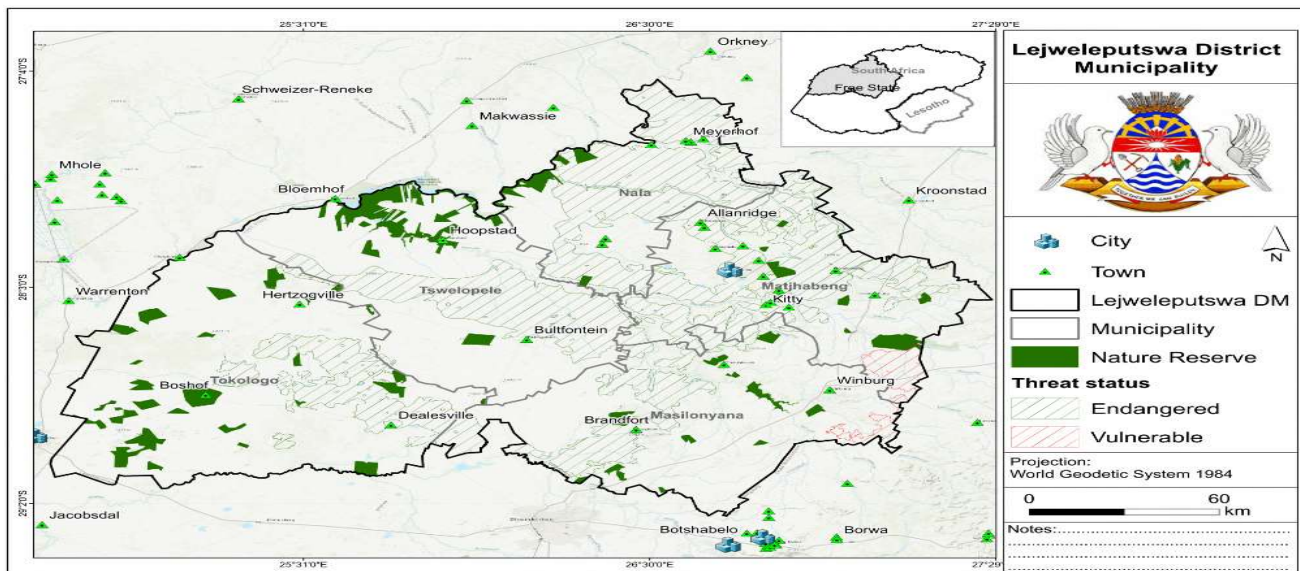 25°31'0"E
26°30'0"E
27°29'0"E
27°40'0"S
28°30'0"S
29°20'0"S
Orkney
Schweizer-Reneke
Makwassie
Meyerhof
Mhole
Bloemhof
Nala
Kroonstad
Allanridge
Hoopstad
Warrenton
Hertzogville
Tswelopele
Matjhabeng
Kitty
Bultfontein
Tokologo
Boshof
Winburg
Dealesville
Brandfort
Masilonyana
Jacobsdal
Botshabelo
Borwa
South Africa
Free State
Lesotho
Lejweleputswa District
Municipality
City
N
Town
Lejweleputswa DM
Municipality
Nature Reserve
Threat status
Endangered
Vulnerable
Projection:
World Geodetic System 1984
0 60
km
Notes: